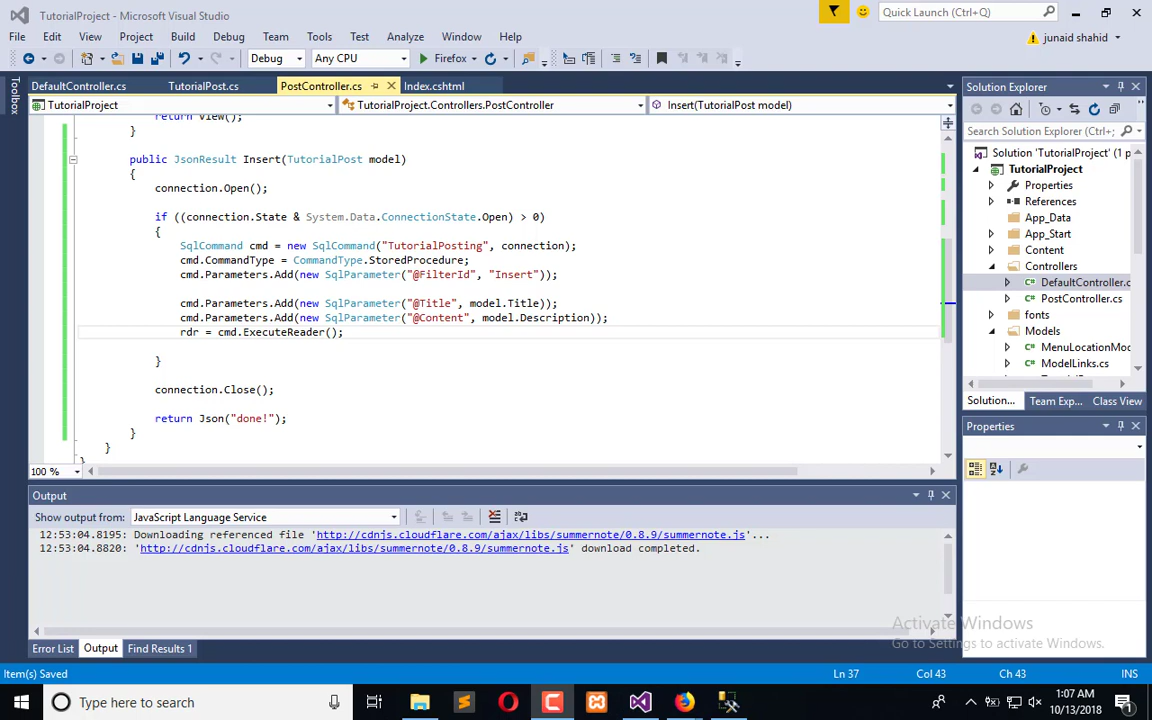 TutorialProject - Microsoft Visual Studio
Quick Launch (Ctrl+Q)
File Edit View Project Build Debug Team Tools Test Analyze Window Help
junaid shahid
Debug Any CPU Firefox
Toolbox
DefaultController.cs TutorialPost.cs PostController.cs Index.cshtml
TutorialProject TutorialProject.Controllers.PostController Insert(TutorialPost model)
return View();
}
public JsonResult Insert(TutorialPost model)
{
connection.Open();
if ((connection.State & System.Data.ConnectionState.Open) > 0)
{
SqlCommand cmd = new SqlCommand("TutorialPosting", connection);
cmd.CommandType = CommandType.StoredProcedure;
cmd.Parameters.Add(new SqlParameter("@FilterId", "Insert"));
cmd.Parameters.Add(new SqlParameter("@Title", model.Title));
cmd.Parameters.Add(new SqlParameter("@Content", model.Description));
rdr = cmd.ExecuteReader();
}
connection.Close();
return Json("done!");
}
}
}
100 %
Solution Explorer
Search Solution Explorer (Ctrl+;
Solution 'TutorialProject' (1 p
TutorialProject
Properties
References
App_Data
App_Start
Content
Controllers
DefaultController.c
PostController.cs
fonts
Models
MenuLocationMod
ModelLinks.cs
Solution... Team Exp... Class View
Properties
Output
Show output from: JavaScript Language Service
12:53:04.8195: Downloading referenced file 'http://cdnjs.cloudflare.com/ajax/libs/summernote/0.8.9/summernote.js'...
12:53:04.8820: 'http://cdnjs.cloudflare.com/ajax/libs/summernote/0.8.9/summernote.js' download completed.
Activate Windows
Go to Settings to activate Windows.
Error List Output Find Results 1
Item(s) Saved Ln 37 Col 43 Ch 43 INS
Type here to search
1:07 AM
10/13/2018
1